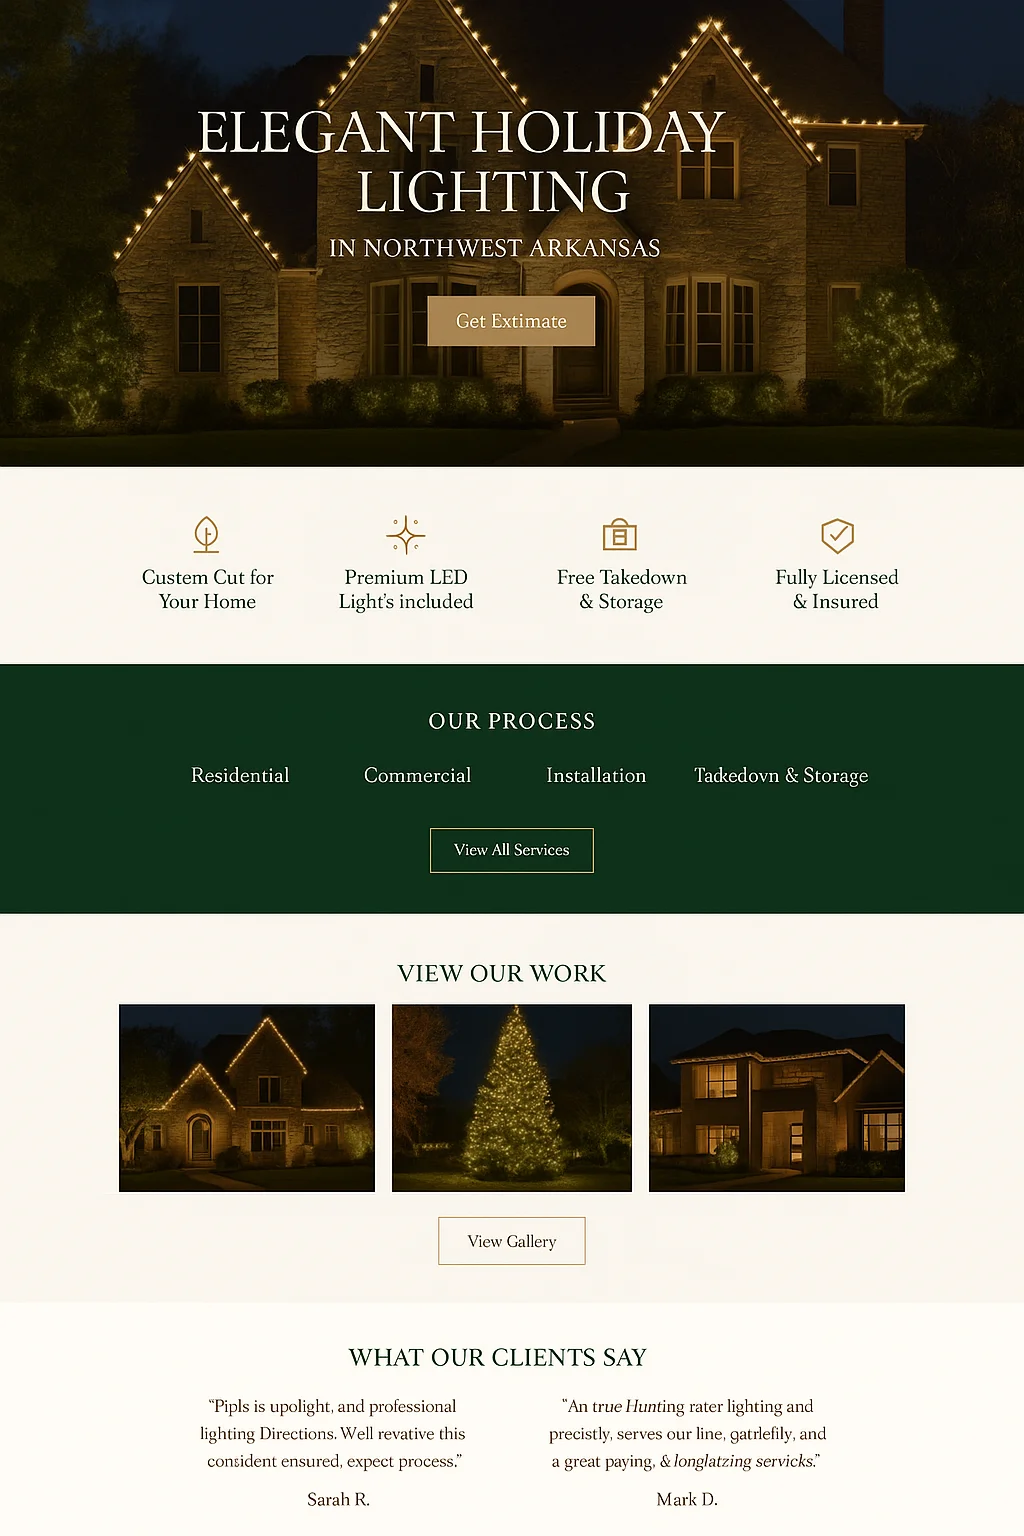 ELEGANT HOLIDAY
LIGHTING
IN NORTHWEST ARKANSAS
Get Extimate
Custem Cut for
Your Home
Premium LED
Light's included
Free Takedown
& Storage
Fully Licensed
& Insured
OUR PROCESS
Residential
Commercial
Installation
Tadkedovn & Storage
View All Services
VIEW OUR WORK
View Gallery
WHAT OUR CLIENTS SAY
“Pipls is upolight, and professional
lighting Directions. Well revative this
consident ensured, expect process.”
Sarah R.
“An true Hunting rater lighting and
precistly, serves our line, gatrlefily, and
a great paying, & longlatzing servicks.”
Mark D.